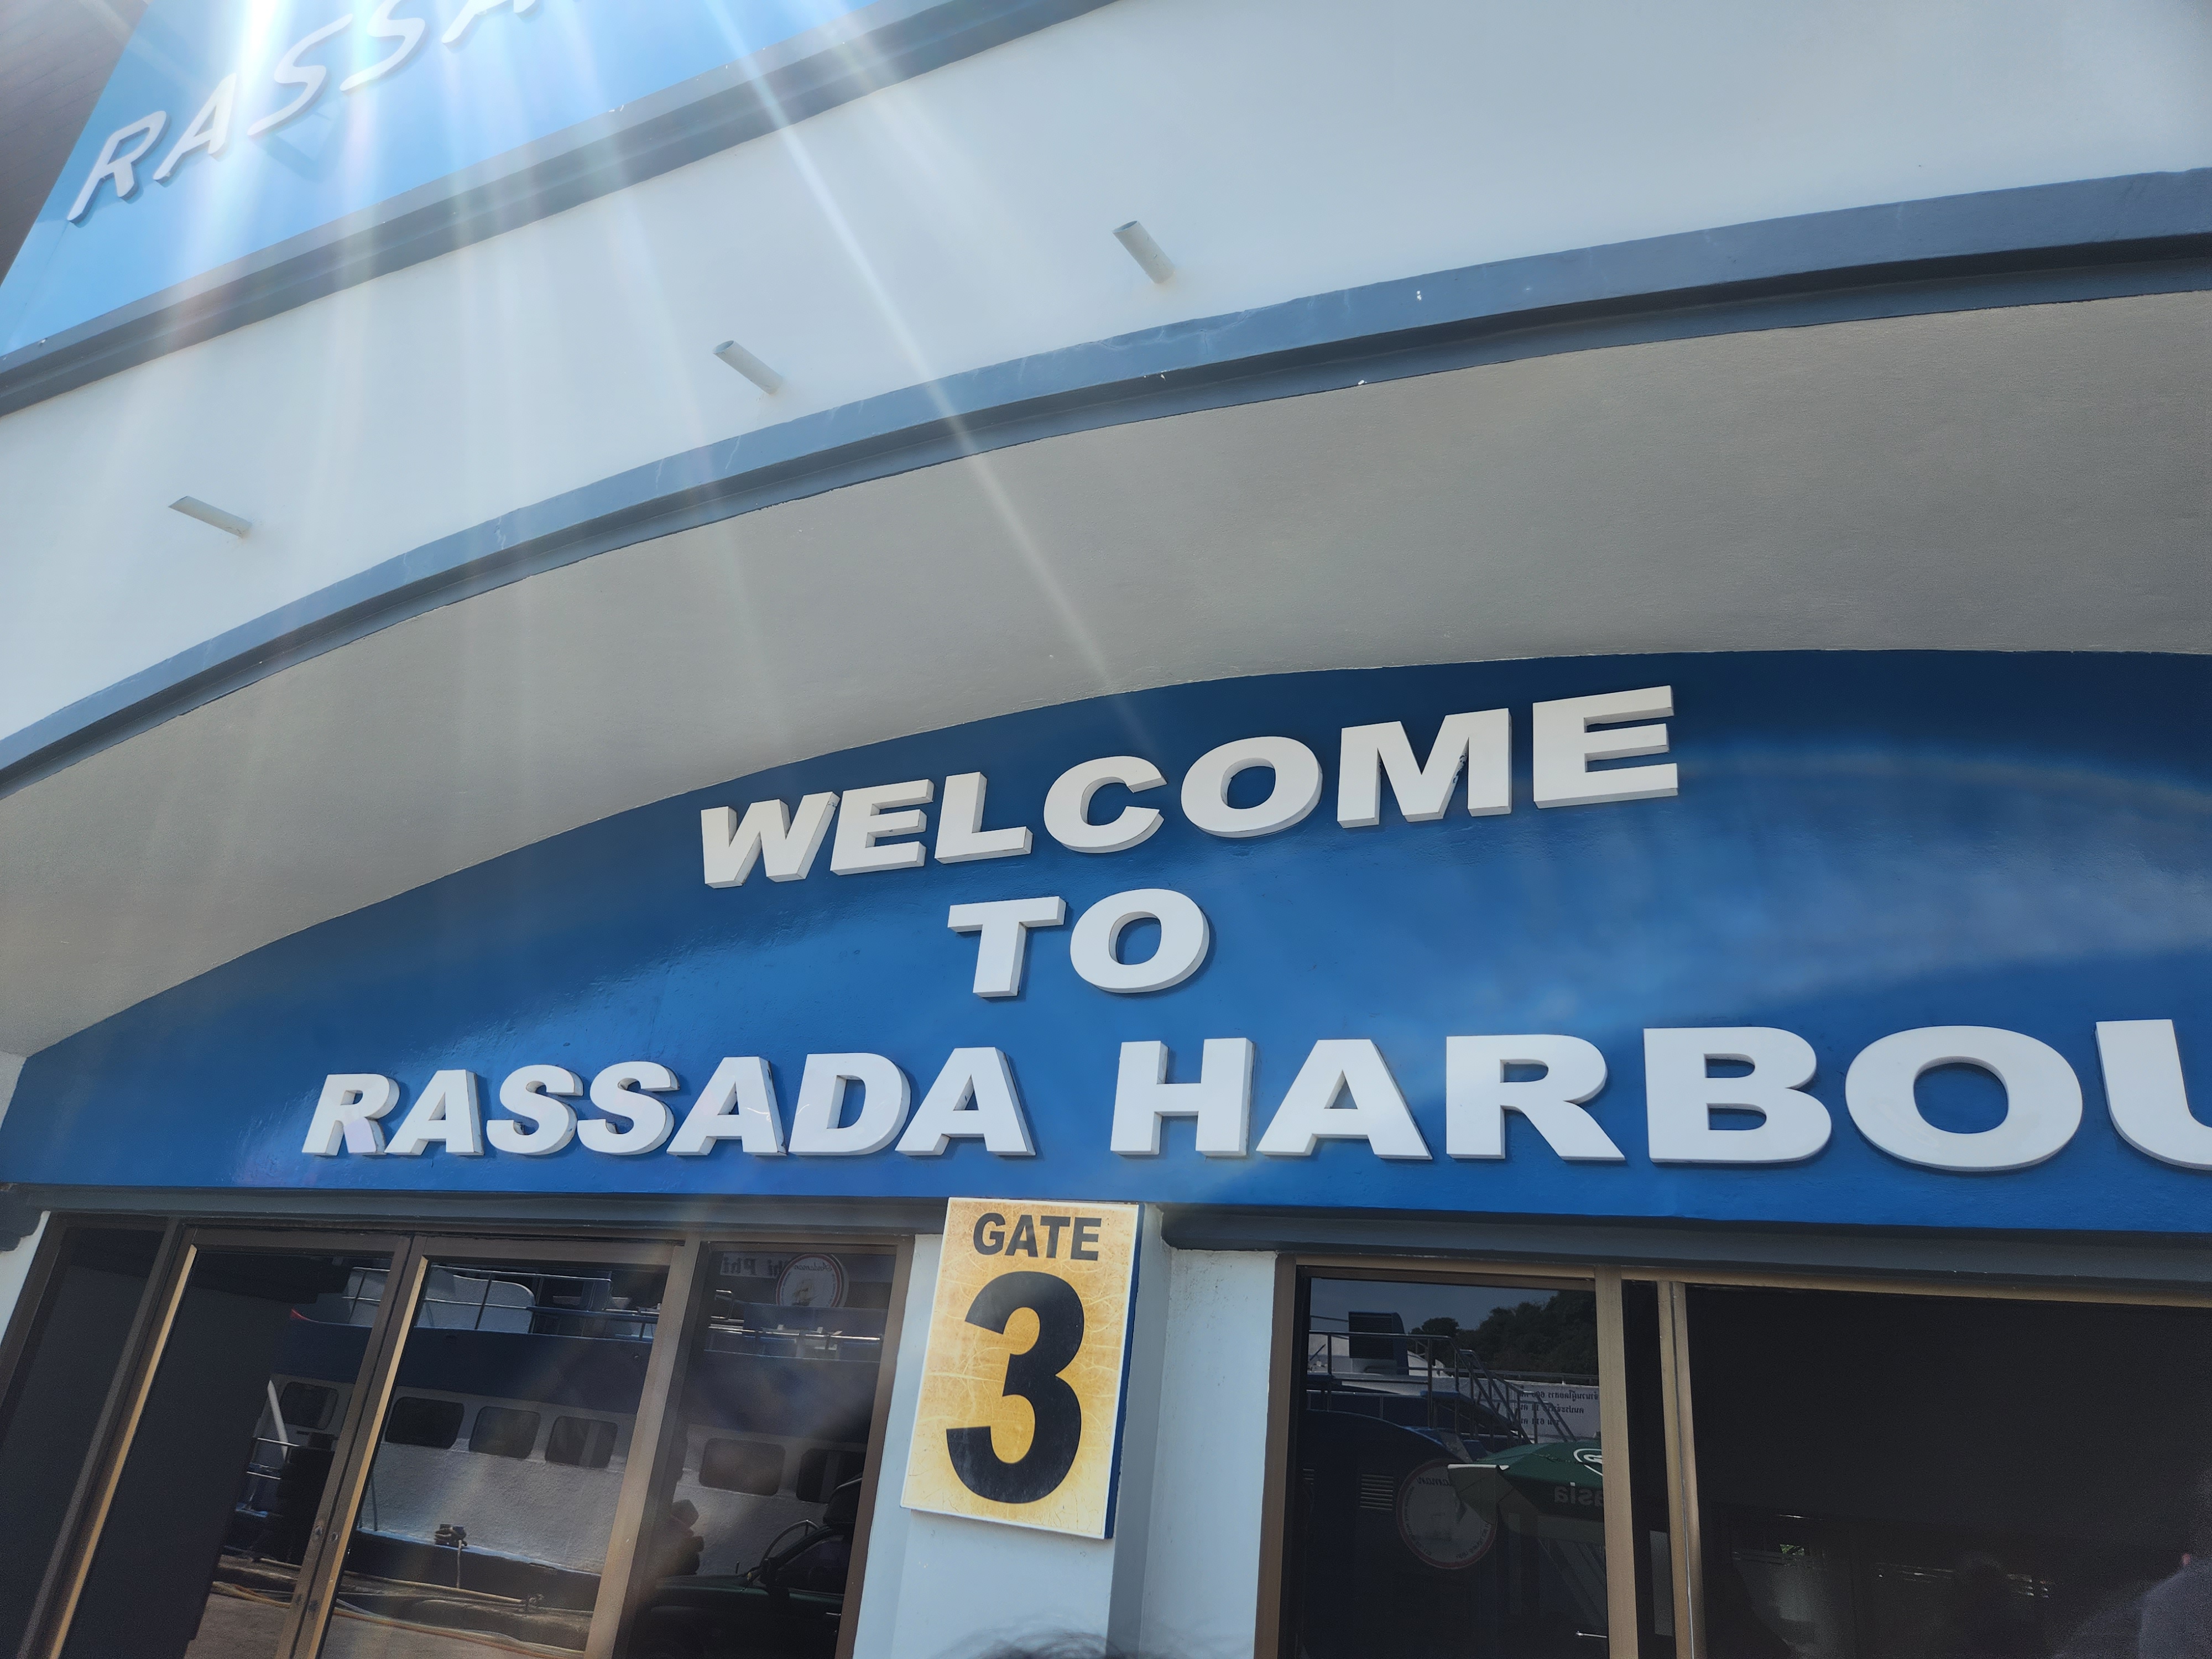 RASSA
WELCOME
TO
RASSADA HARBOU
GATE
3